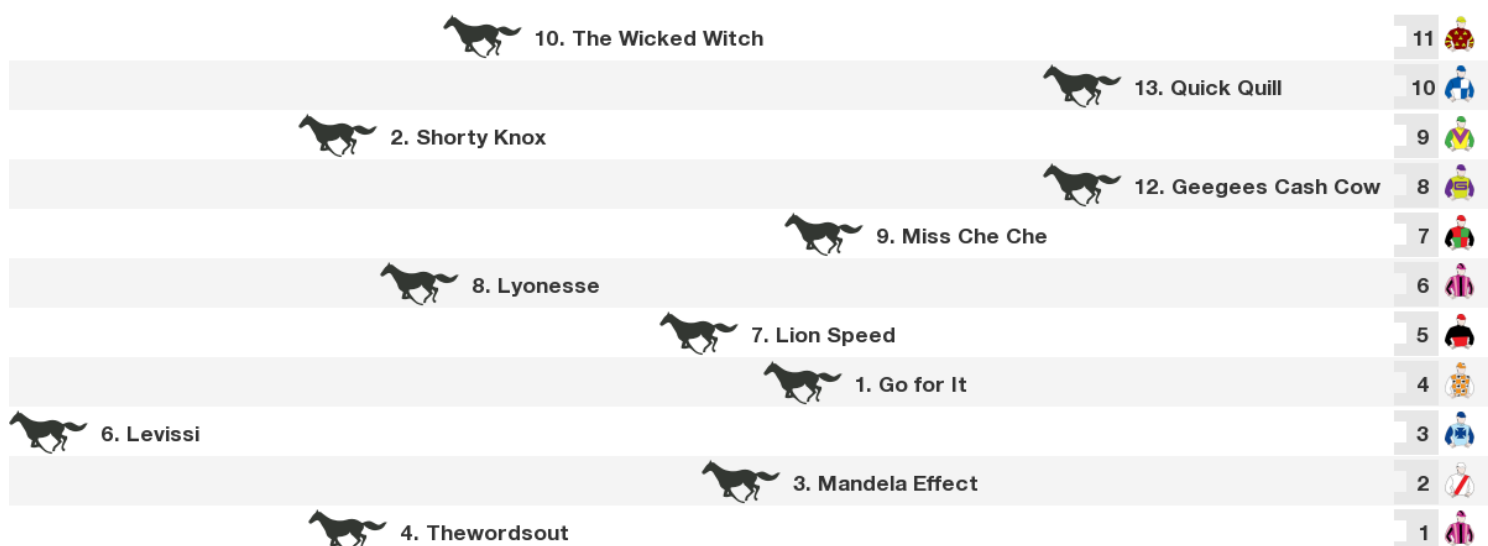 10. The Wicked Witch 11
13. Quick Quill 10
2. Shorty Knox 9
12. Geegees Cash Cow 8
9. Miss Che Che 7
8. Lyonesse 6
7. Lion Speed 5
1. Go for It 4
6. Levissi 3
3. Mandela Effect 2
4. Thewordsout 1